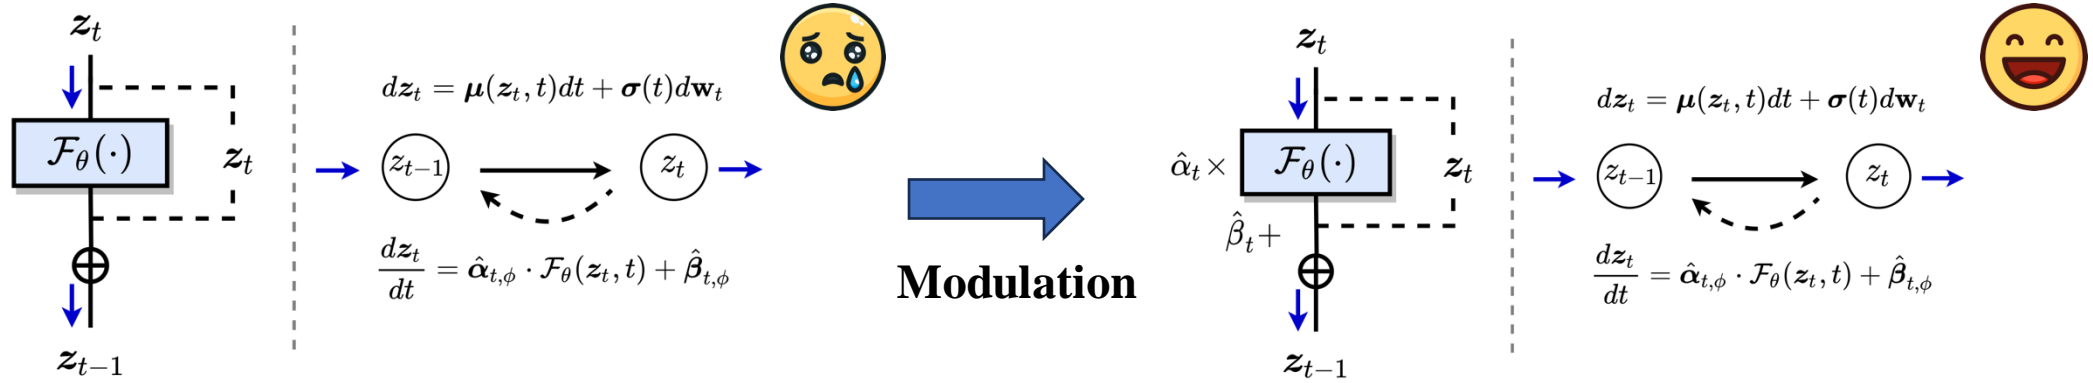 𝒛_t
𝓕_θ(·)
𝒛_t
𝒛_{t−1}
d𝒛_t = 𝝁(𝒛_t, t)dt + 𝝈(t)d𝐰_t
z_{t−1}
z_t
d𝒛_t/dt = 𝜶̂_{t,ϕ} · 𝓕_θ(𝒛_t, t) + 𝜷̂_{t,ϕ}
Modulation
𝒛_t
α̂_t ×
𝓕_θ(·)
𝒛_t
β̂_t +
𝒛_{t−1}
d𝒛_t = 𝝁(𝒛_t, t)dt + 𝝈(t)d𝐰_t
z_{t−1}
z_t
d𝒛_t/dt = 𝜶̂_{t,ϕ} · 𝓕_θ(𝒛_t, t) + 𝜷̂_{t,ϕ}